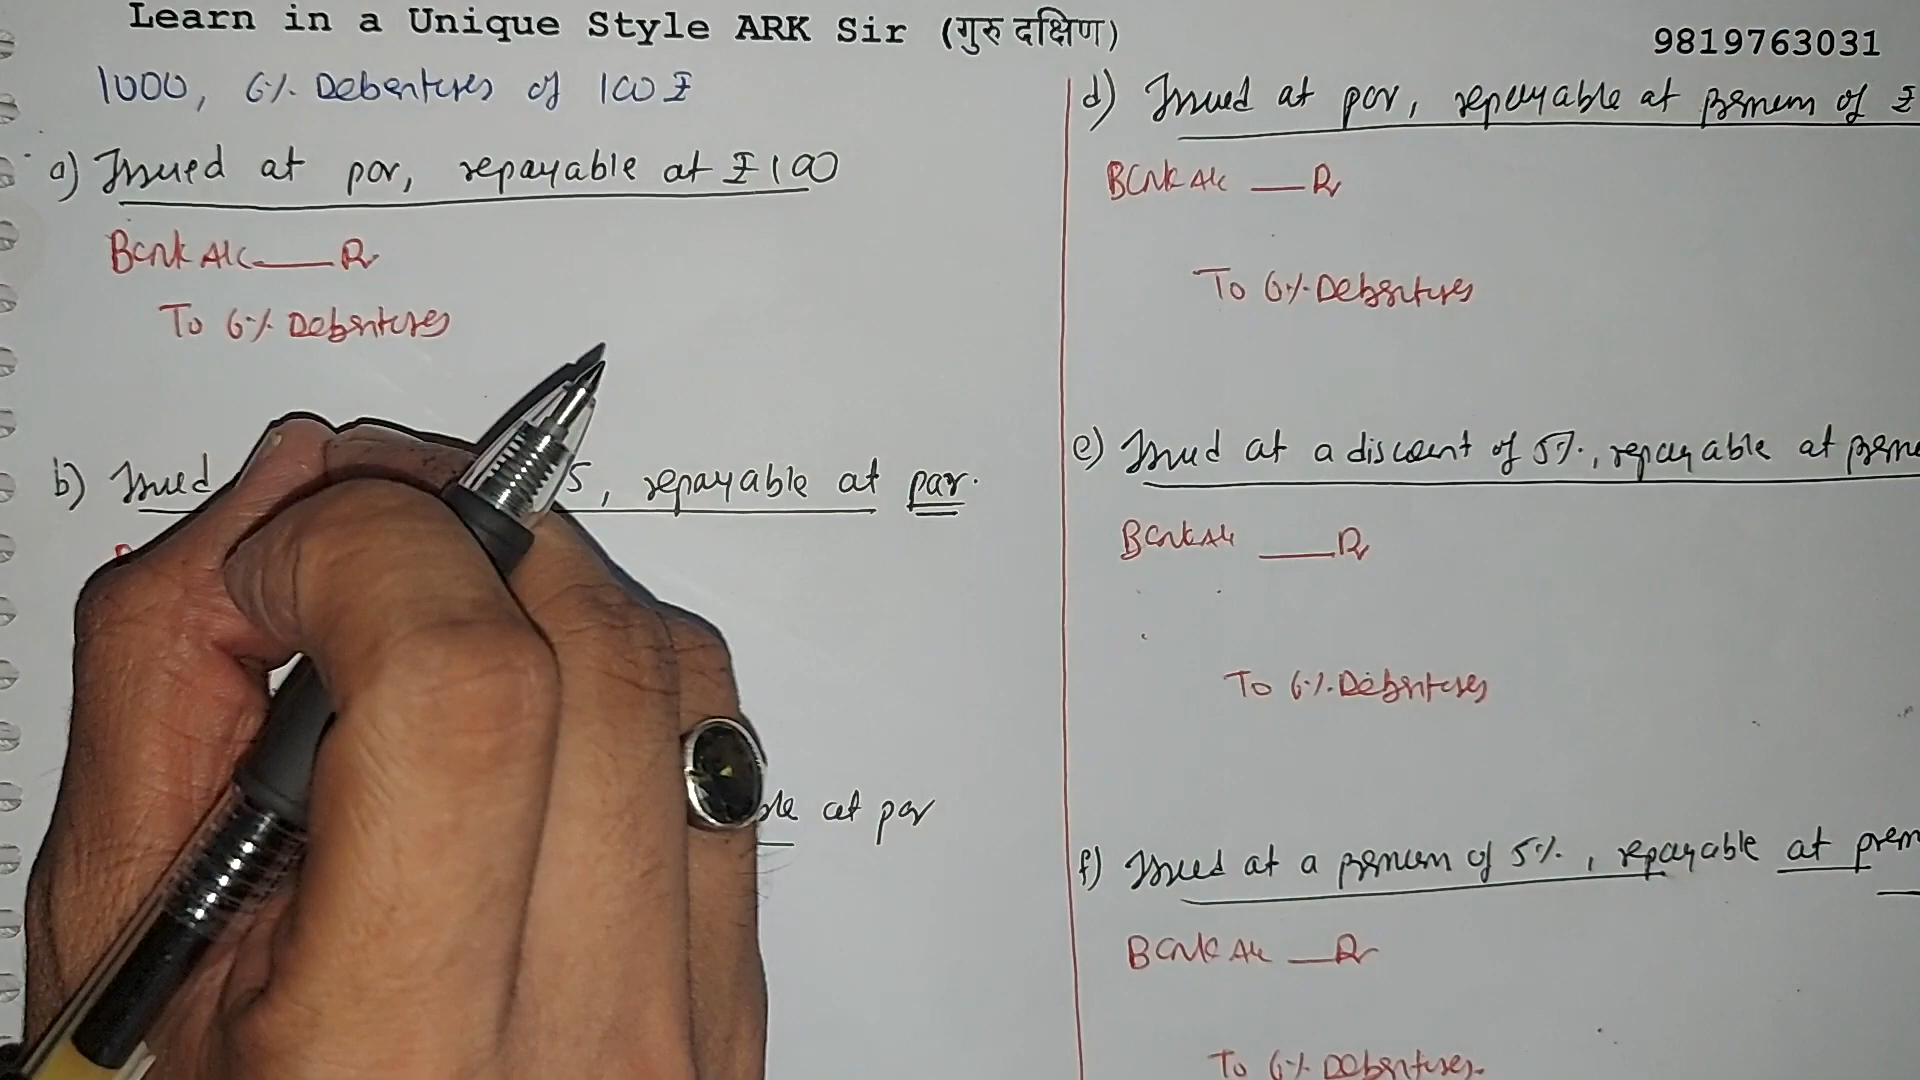 Learn in a Unique Style ARK Sir (गुरु दक्षिण)
9819763031
1000, 6% Debentures of 100 ₹
a) Issued at par, repayable at ₹100
Bank A/c Dr
To 6% Debentures
b) Issued 5, repayable at par.
at par
d) Issued at par, repayable at premium of ₹
Bank A/c Dr
To 6% Debentures
e) Issued at a discount of 5%, repayable at
Bank A/c Dr
To 6% Debentures
f) Issued at a premium of 5%, repayable at prem
Bank A/c Dr
To 6% Debentures.